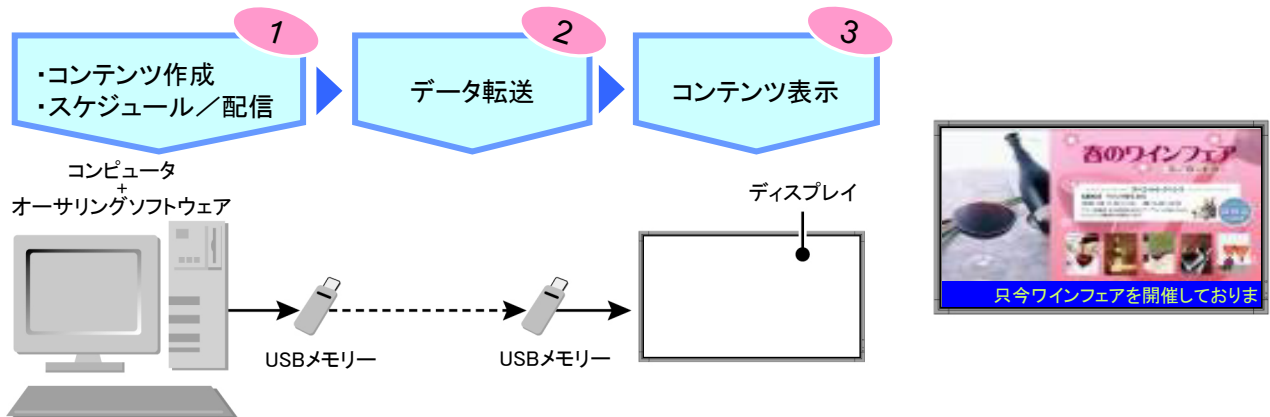 1
・コンテンツ作成
・スケジュール／配信
2
データ転送
3
コンテンツ表示
コンピュータ
+
オーサリングソフトウェア
USBメモリー
USBメモリー
ディスプレイ
春のワインフェア
只今ワインフェアを開催しておりま